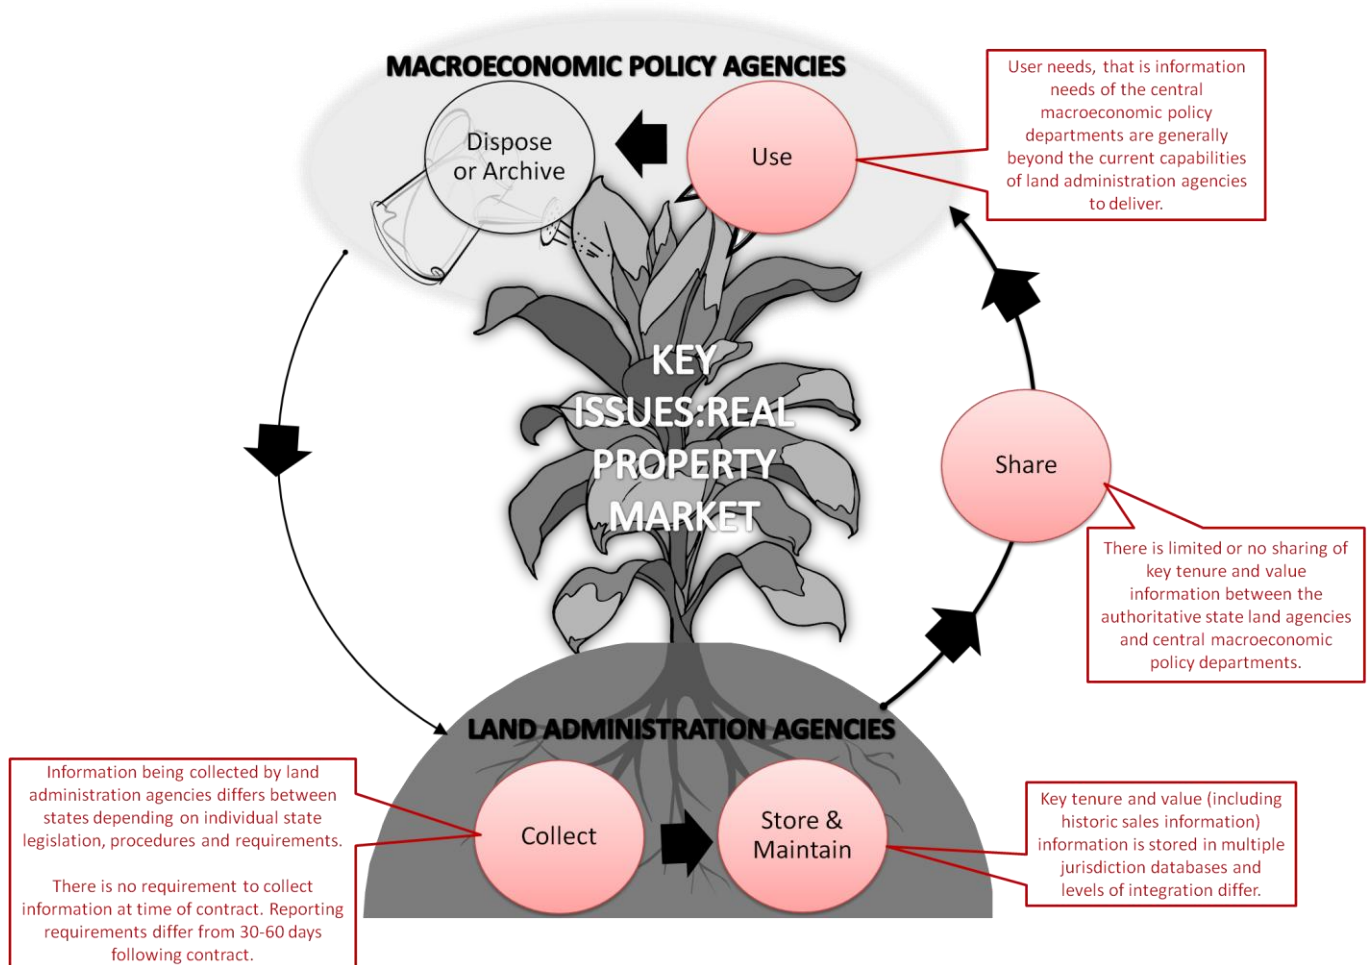 MACROECONOMIC POLICY AGENCIES
Dispose
or Archive
Use
User needs, that is information
needs of the central
macroeconomic policy
departments are generally
beyond the current capabilities
of land administration agencies
to deliver.
KEY
ISSUES:REAL
PROPERTY
MARKET
Share
There is limited or no sharing of
key tenure and value
information between the
authoritative state land agencies
and central macroeconomic
policy departments.
LAND ADMINISTRATION AGENCIES
Information being collected by land
administration agencies differs between
states depending on individual state
legislation, procedures and requirements.
There is no requirement to collect
information at time of contract. Reporting
requirements differ from 30-60 days
following contract.
Collect
Store &
Maintain
Key tenure and value (including
historic sales information)
information is stored in multiple
jurisdiction databases and
levels of integration differ.